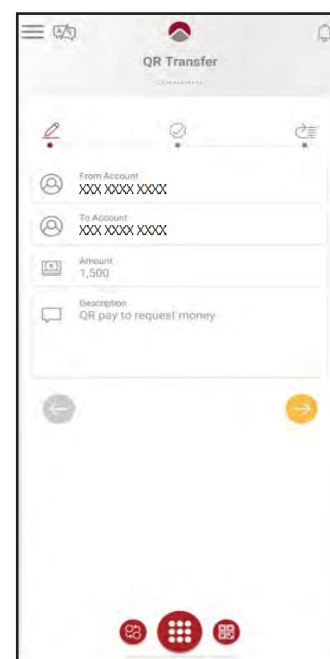 QR Transfer
From Account
XXX XXXX XXXX
To Account
XXX XXXX XXXX
Amount
1,500
Description
QR pay to request money